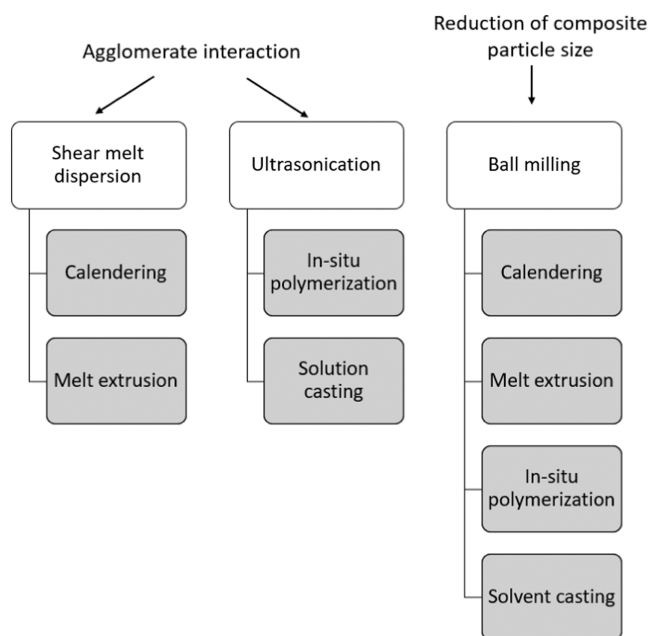 Agglomerate interaction
Reduction of composite
particle size
Shear melt
dispersion
Ultrasonication
Ball milling
Calendering
Melt extrusion
In-situ
polymerization
Solution
casting
Calendering
Melt extrusion
In-situ
polymerization
Solvent casting